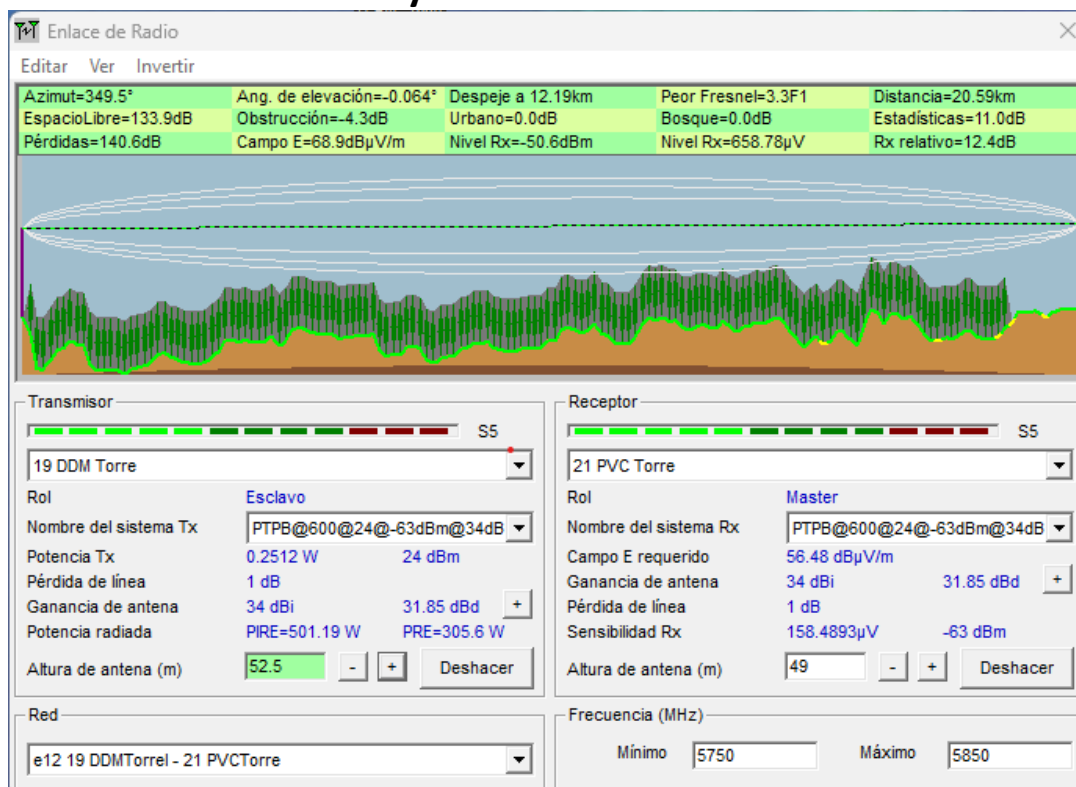 Enlace de Radio
Editar Ver Invertir
Azimut=349.5° Ang. de elevación=-0.064° Despeje a 12.19km Peor Fresnel=3.3F1 Distancia=20.59km
EspacioLibre=133.9dB Obstrucción=-4.3dB Urbano=0.0dB Bosque=0.0dB Estadísticas=11.0dB
Pérdidas=140.6dB Campo E=68.9dBµV/m Nivel Rx=-50.6dBm Nivel Rx=658.78µV Rx relativo=12.4dB
Transmisor
S5
19 DDM Torre
Rol Esclavo
Nombre del sistema Tx PTPB@600@24@-63dBm@34dB
Potencia Tx 0.2512 W 24 dBm
Pérdida de línea 1 dB
Ganancia de antena 34 dBi 31.85 dBd +
Potencia radiada PIRE=501.19 W PRE=305.6 W
Altura de antena (m) 52.5 - + Deshacer
Receptor
S5
21 PVC Torre
Rol Master
Nombre del sistema Rx PTPB@600@24@-63dBm@34dB
Campo E requerido 56.48 dBµV/m
Ganancia de antena 34 dBi 31.85 dBd +
Pérdida de línea 1 dB
Sensibilidad Rx 158.4893µV -63 dBm
Altura de antena (m) 49 - + Deshacer
Red
e12 19 DDMTorrel - 21 PVCTorre
Frecuencia (MHz)
Mínimo 5750 Máximo 5850